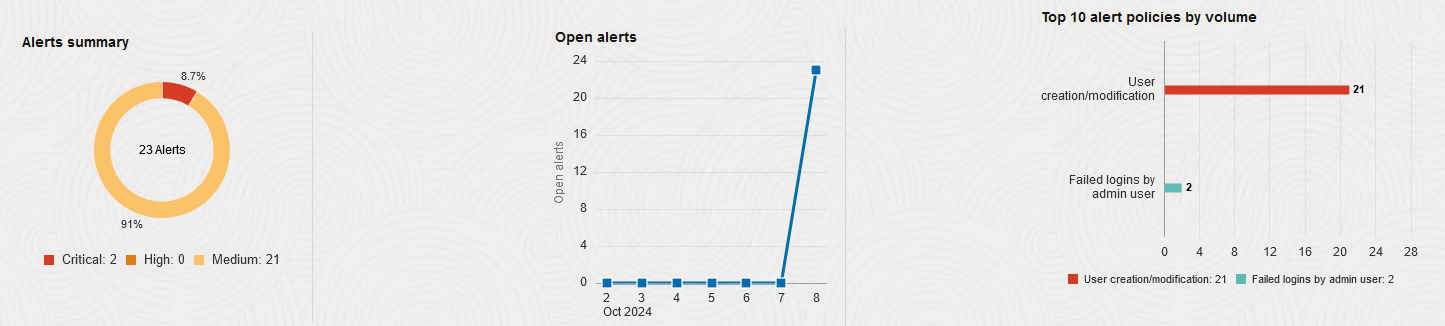 Alerts summary
8.7%
23 Alerts
91%
Critical: 2 High: 0 Medium: 21
Open alerts
24
20
16
12
8
4
0
Open alerts
2 3 4 5 6 7 8
Oct 2024
Top 10 alert policies by volume
User
creation/modification
21
Failed logins by
admin user
2
0 4 8 12 16 20 24 28
User creation/modification: 21 Failed logins by admin user: 2